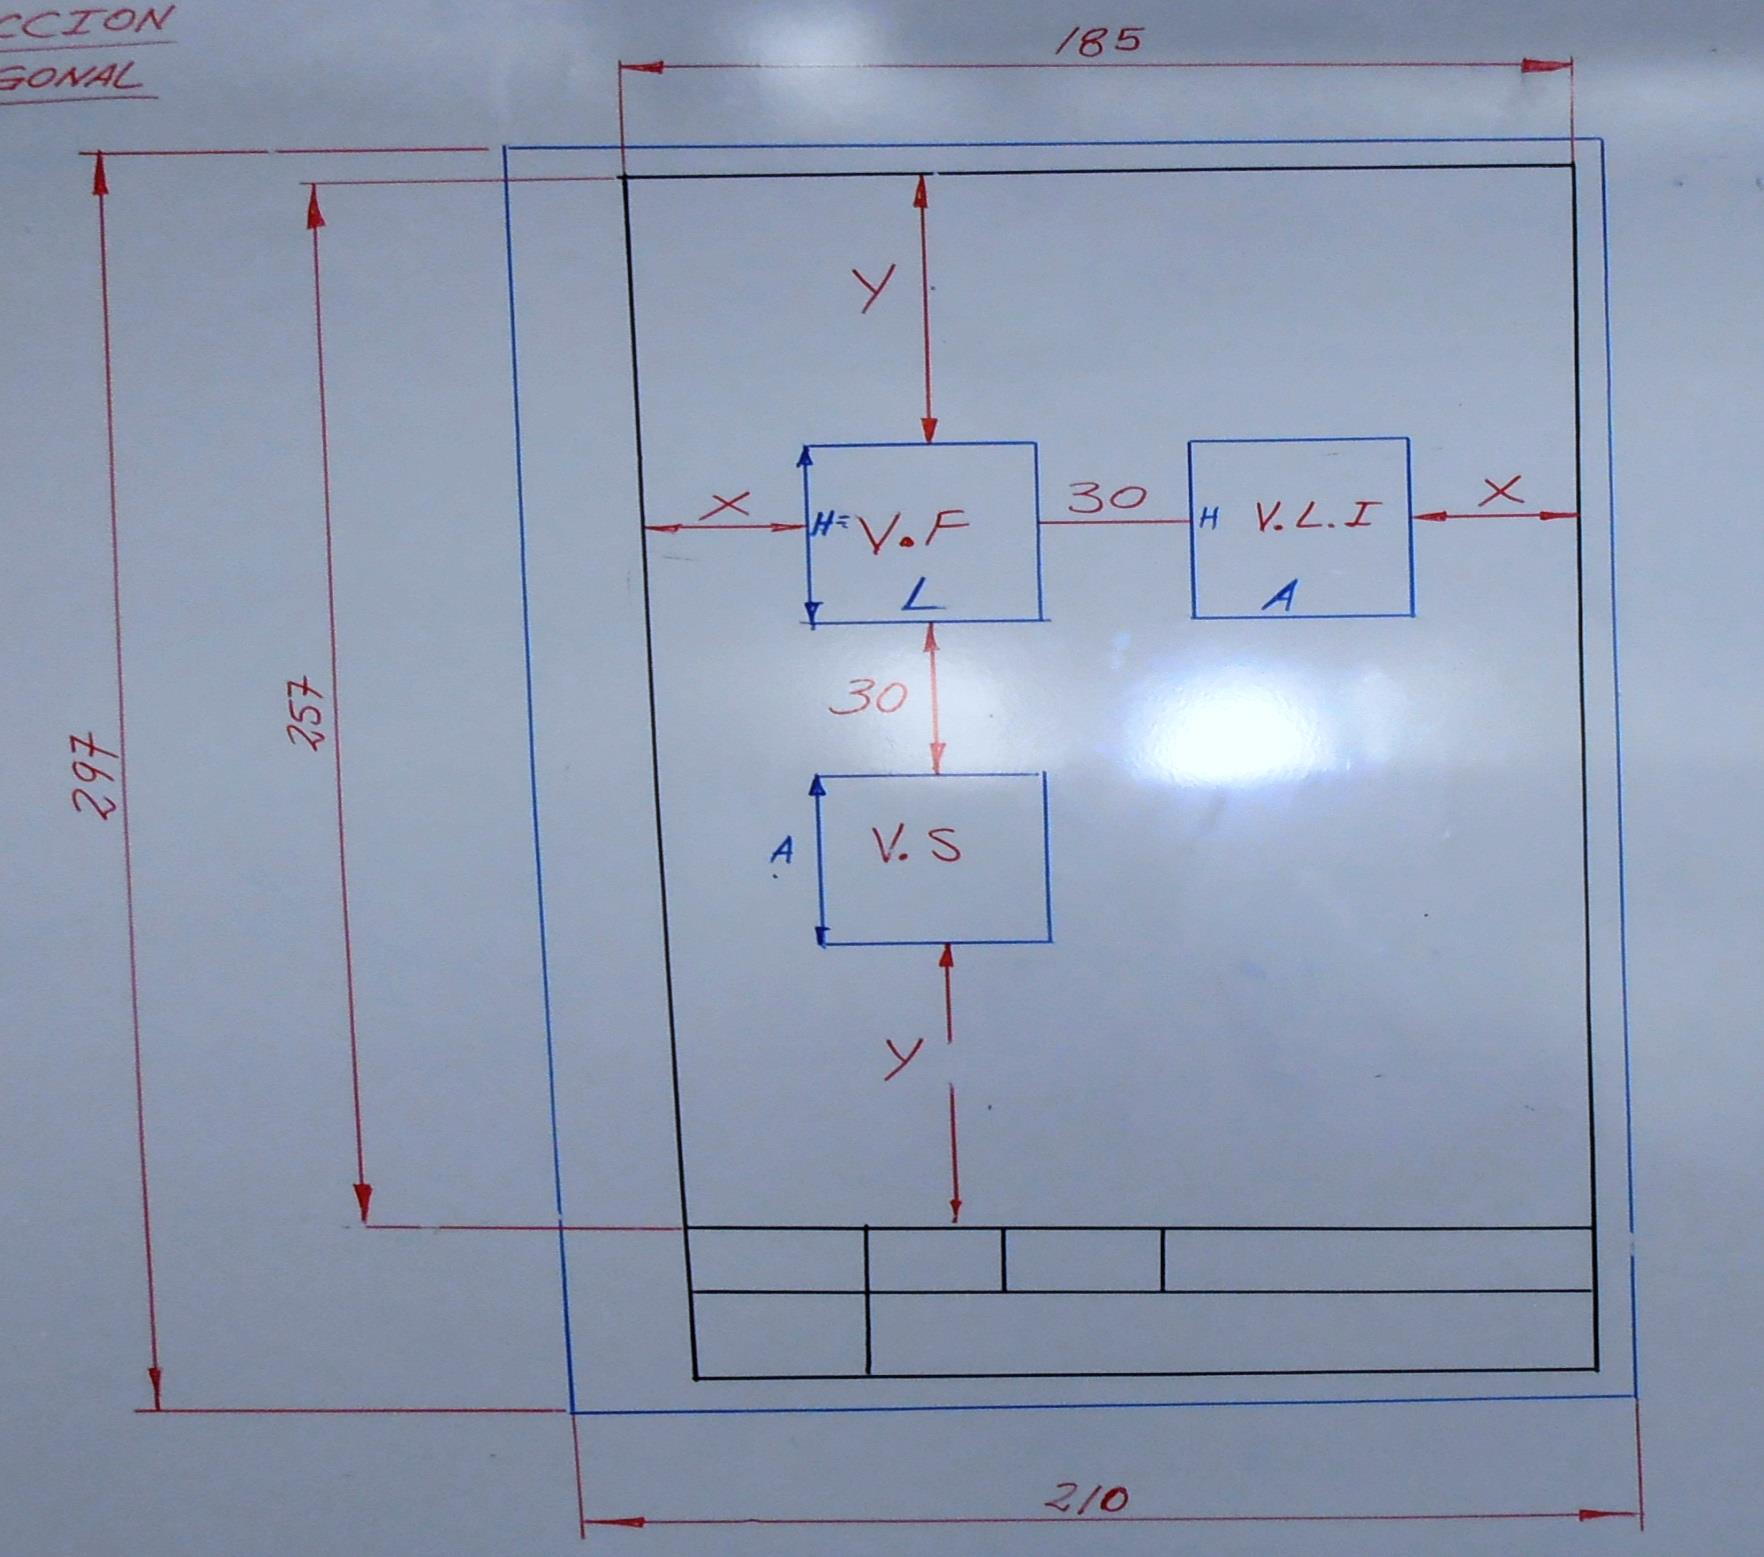 CCION
GONAL
185
Y
X
H=
V.F
30
H
V.L.I
X
L
A
30
257
297
A
V.S
Y
210